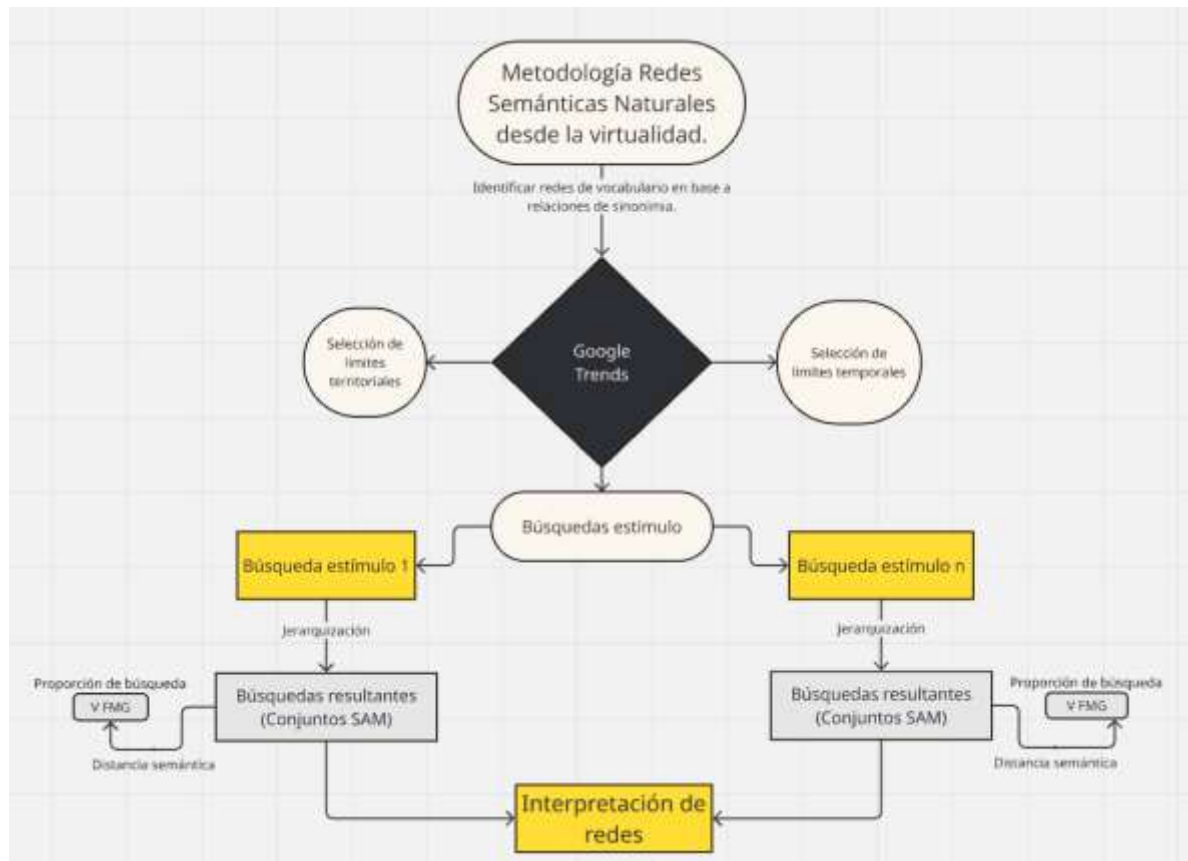 Metodología Redes
Semánticas Naturales
desde la virtualidad.
Identificar redes de vocabulario en base a
relaciones de sinonimia.
Selección de
límites
territoriales
Google
Trends
Selección de
límites temporales
Búsquedas estímulo
Búsqueda estímulo 1
Búsqueda estímulo n
Jerarquización
Jerarquización
Proporción de búsqueda
V FMG
Búsquedas resultantes
(Conjuntos SAM)
Distancia semántica
Búsquedas resultantes
(Conjuntos SAM)
Proporción de búsqueda
V FMG
Distancia semántica
Interpretación de
redes